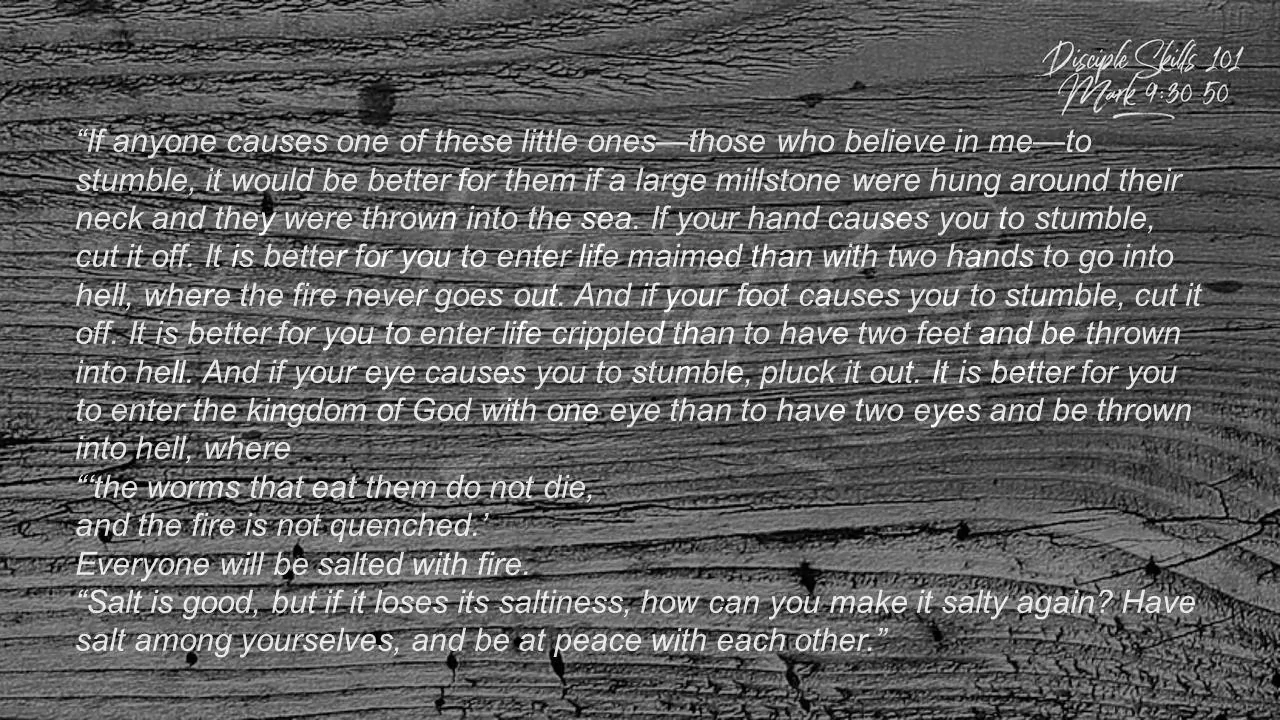 Disciple Skills 101
Mark 9:30 50
“If anyone causes one of these little ones—those who believe in me—to
stumble, it would be better for them if a large millstone were hung around their
neck and they were thrown into the sea. If your hand causes you to stumble,
cut it off. It is better for you to enter life maimed than with two hands to go into
hell, where the fire never goes out. And if your foot causes you to stumble, cut it
off. It is better for you to enter life crippled than to have two feet and be thrown
into hell. And if your eye causes you to stumble, pluck it out. It is better for you
to enter the kingdom of God with one eye than to have two eyes and be thrown
into hell, where
“‘the worms that eat them do not die,
and the fire is not quenched.’
Everyone will be salted with fire.
“Salt is good, but if it loses its saltiness, how can you make it salty again? Have
salt among yourselves, and be at peace with each other.”